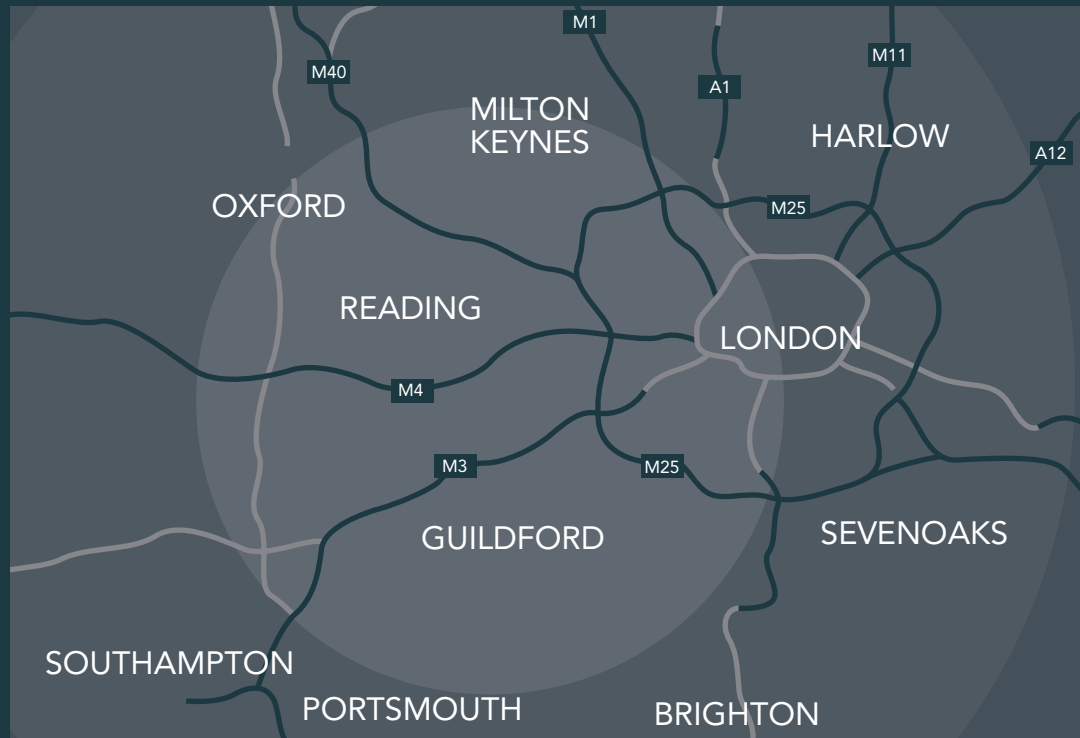 M1
M11
M40
A1
MILTON
KEYNES
HARLOW
A12
OXFORD
M25
READING
LONDON
M4
M3
M25
GUILDFORD
SEVENOAKS
SOUTHAMPTON
PORTSMOUTH
BRIGHTON